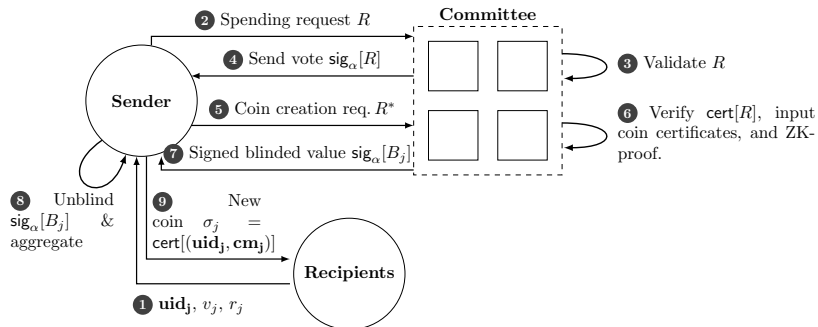 Committee
2 Spending request R
4 Send vote sig_α[R]
3 Validate R
Sender
5 Coin creation req. R*
6 Verify cert[R], input
coin certificates, and ZK-
proof.
7 Signed blinded value sig_α[B_j]
8 Unblind
sig_α[B_j] &
aggregate
9 New
coin σ_j =
cert[(uid_j, cm_j)]
Recipients
1 uid_j, v_j, r_j